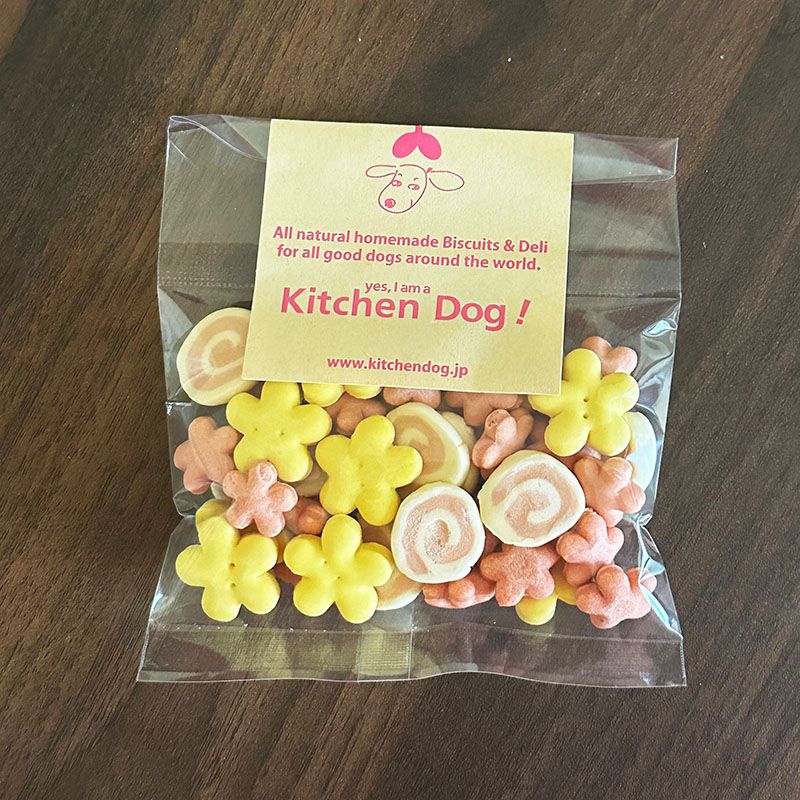 All natural homemade Biscuits & Deli
for all good dogs around the world.
yes, I am a
Kitchen Dog !
www.kitchendog.jp